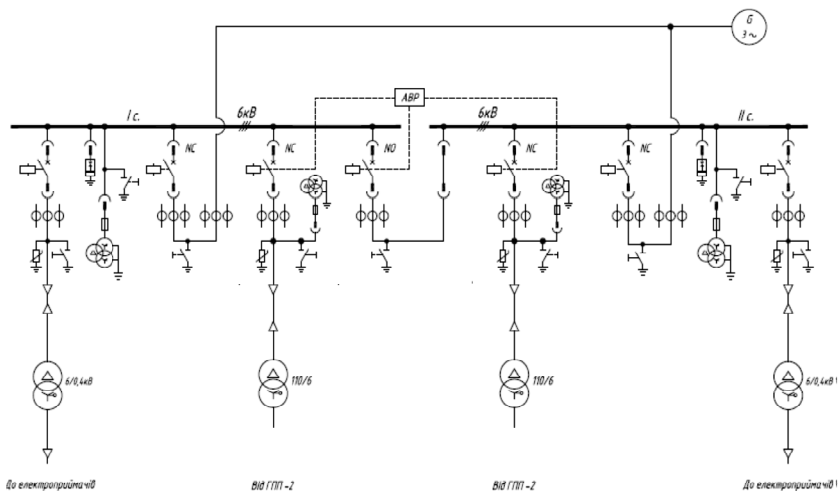 G
3 ~
АВР
I с.
6кВ
6кВ
II с.
NC
NC
NO
NC
NC
6/0,4кВ
110/6
110/6
6/0,4кВ
До електроприймачів
Від ГПП-2
Від ГПП-2
До електроприймачів